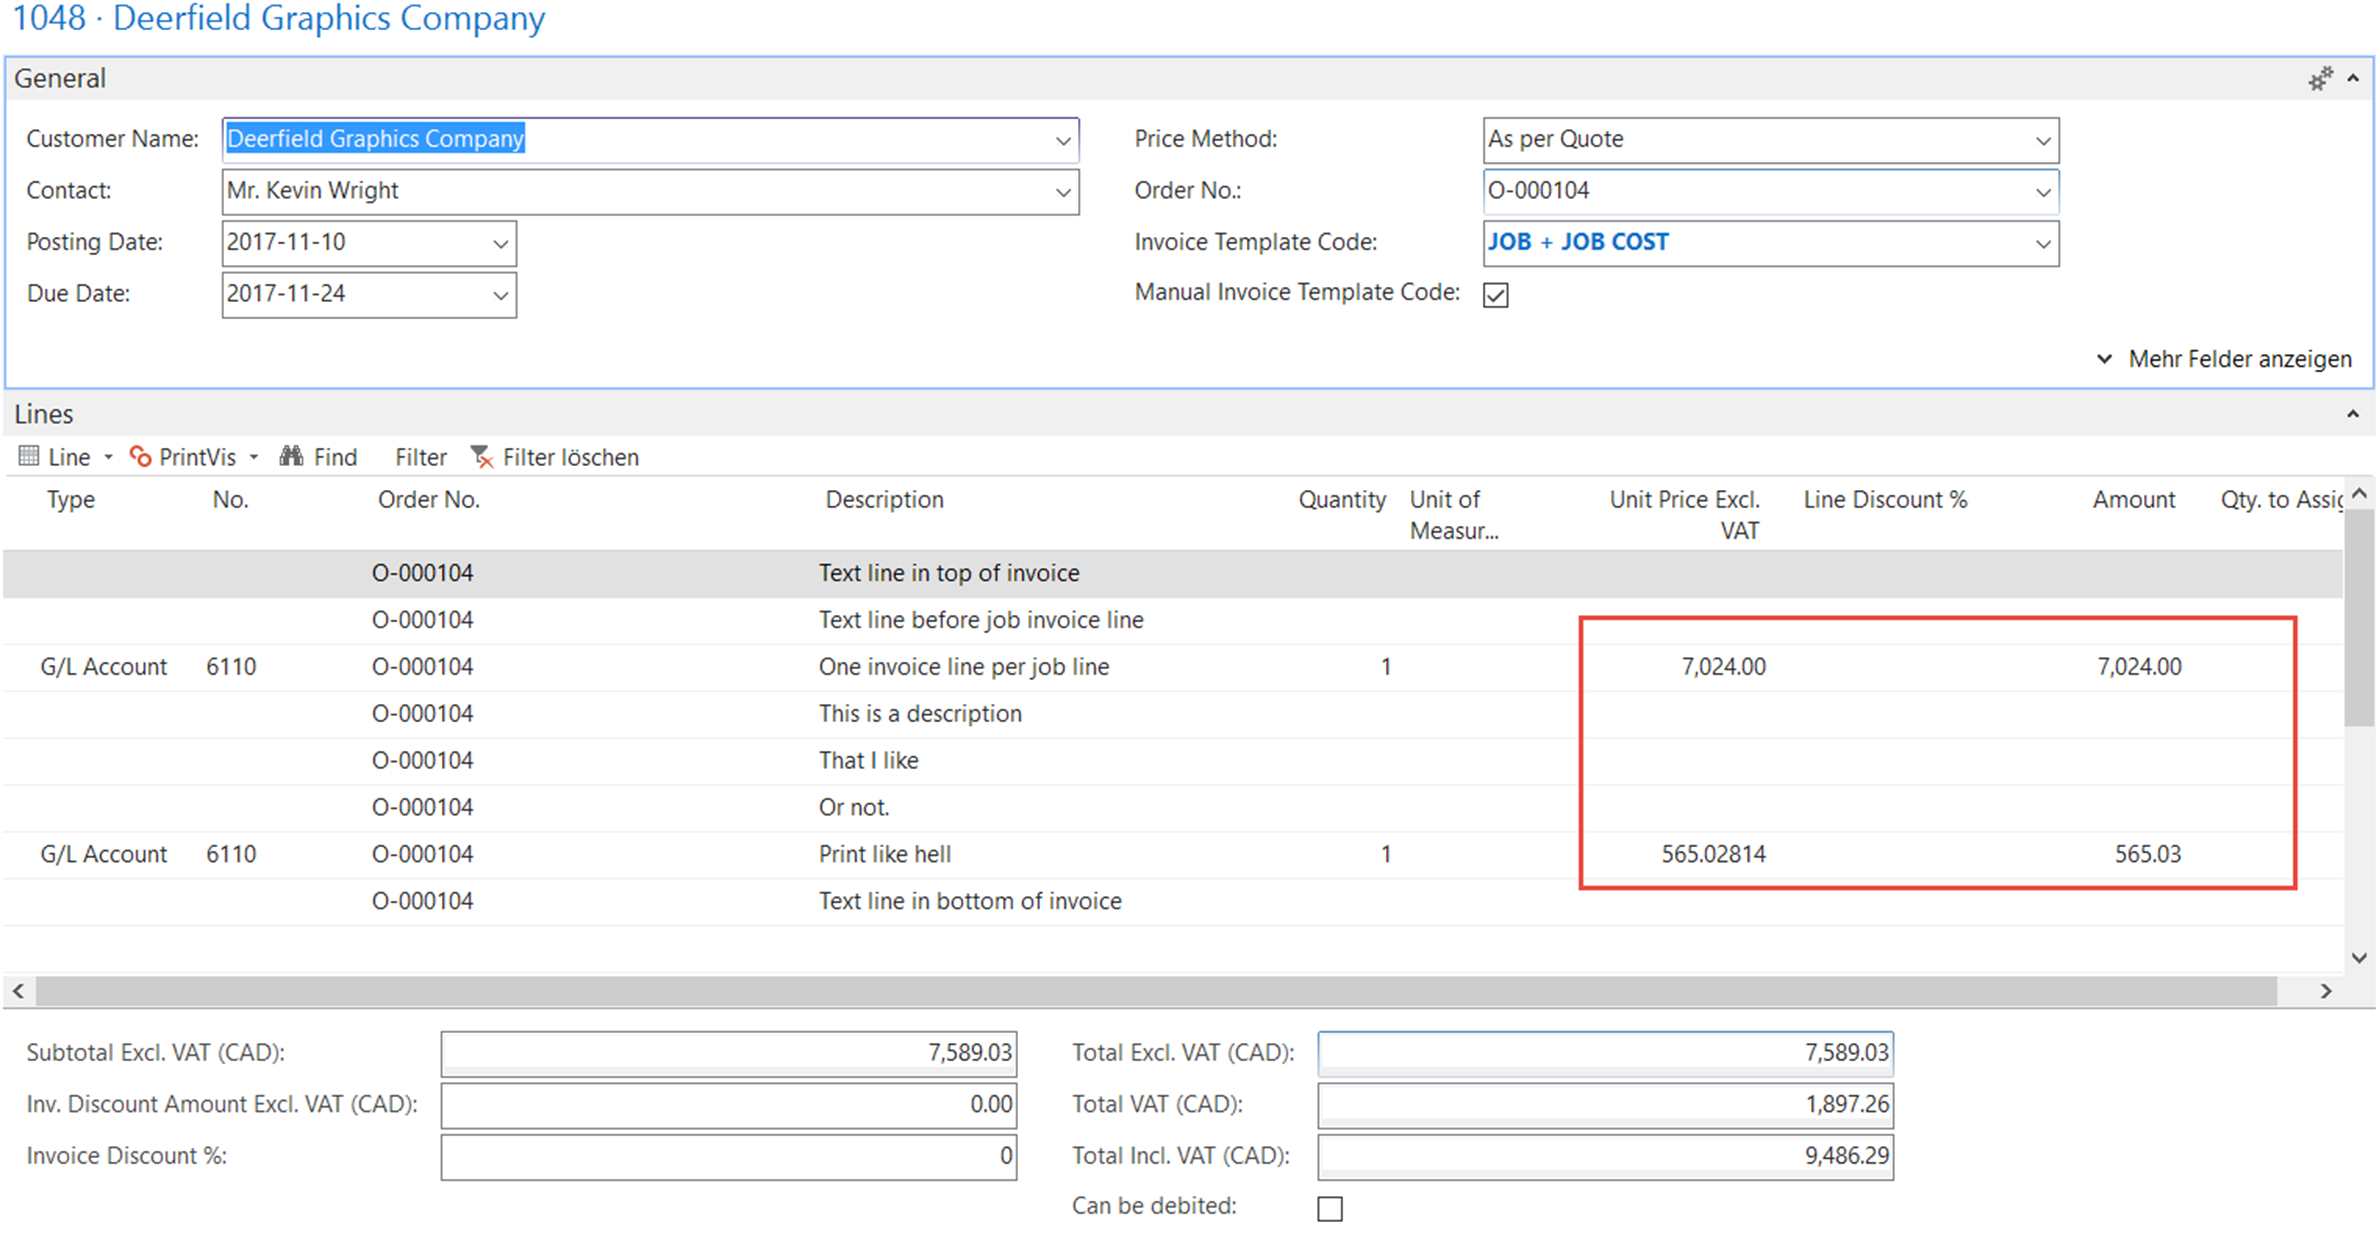 1048 · Deerfield Graphics Company
General
Customer Name: Deerfield Graphics Company
Price Method: As per Quote
Contact: Mr. Kevin Wright
Order No.: O-000104
Posting Date: 2017-11-10
Invoice Template Code: JOB + JOB COST
Due Date: 2017-11-24
Manual Invoice Template Code:
Mehr Felder anzeigen
Lines
Line PrintVis Find Filter Filter löschen
Type No. Order No. Description Quantity Unit of Measur... Unit Price Excl. VAT Line Discount % Amount Qty. to Assig
O-000104 Text line in top of invoice
O-000104 Text line before job invoice line
G/L Account 6110 O-000104 One invoice line per job line 1 7,024.00 7,024.00
O-000104 This is a description
O-000104 That I like
O-000104 Or not.
G/L Account 6110 O-000104 Print like hell 1 565.02814 565.03
O-000104 Text line in bottom of invoice
Subtotal Excl. VAT (CAD): 7,589.03
Total Excl. VAT (CAD): 7,589.03
Inv. Discount Amount Excl. VAT (CAD): 0.00
Total VAT (CAD): 1,897.26
Invoice Discount %: 0
Total Incl. VAT (CAD): 9,486.29
Can be debited: